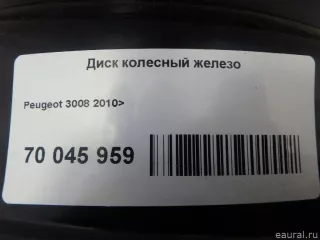 Диск колесный железо
Peugeot 3008 2010>
70 045 959
eaural.ru